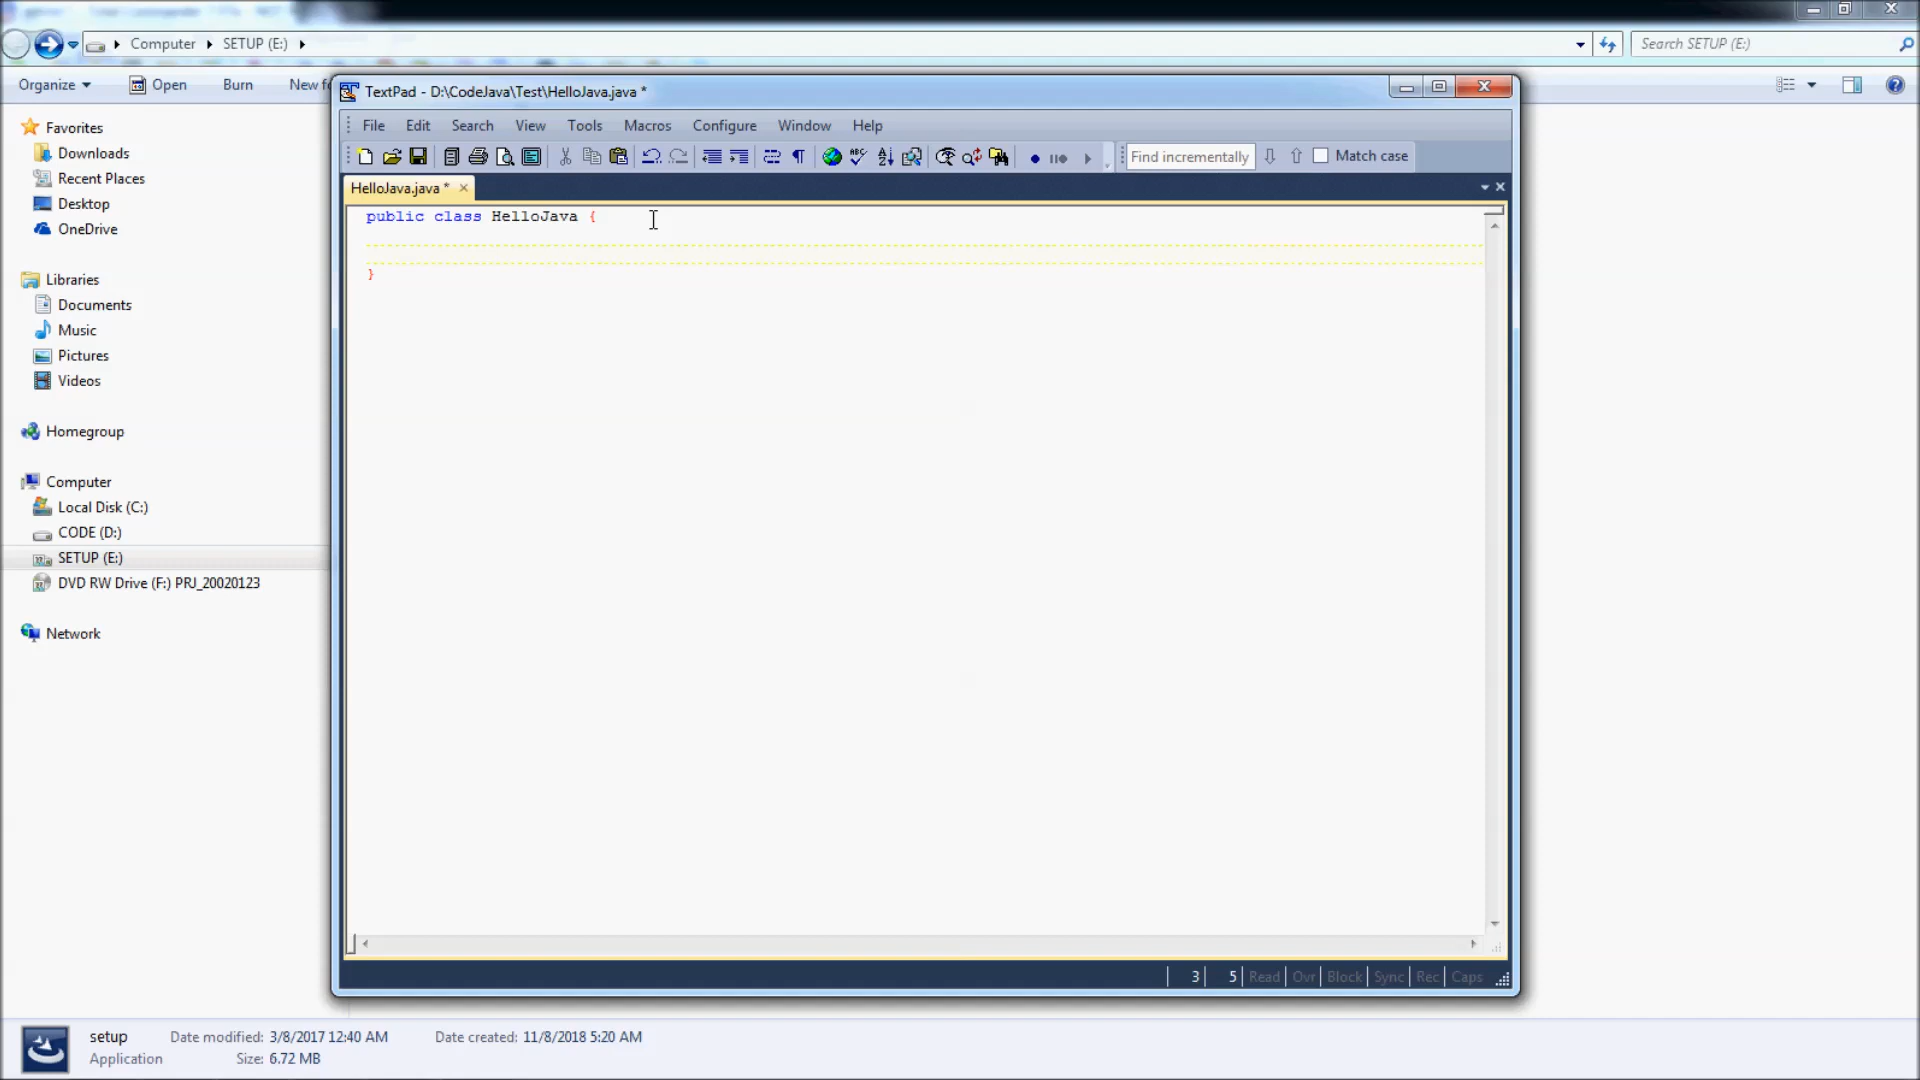 Computer SETUP (E:) Search SETUP (E:)
Organize Open Burn
TextPad - D:\CodeJava\Test\HelloJava.java *
File Edit Search View Tools Macros Configure Window Help
Find incrementally Match case
HelloJava.java *
public class HelloJava {
}
Favorites
Downloads
Recent Places
Desktop
OneDrive
Libraries
Documents
Music
Pictures
Videos
Homegroup
Computer
Local Disk (C:)
CODE (D:)
SETUP (E:)
DVD RW Drive (F:) PRJ_20020123
Network
3 5 Read Ovr Block Sync Rec Caps
setup Date modified: 3/8/2017 12:40 AM Date created: 11/8/2018 5:20 AM
Application Size: 6.72 MB